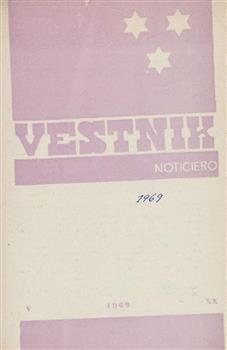 VESTNIK
NOTICIERO
1969
V 1969 XX